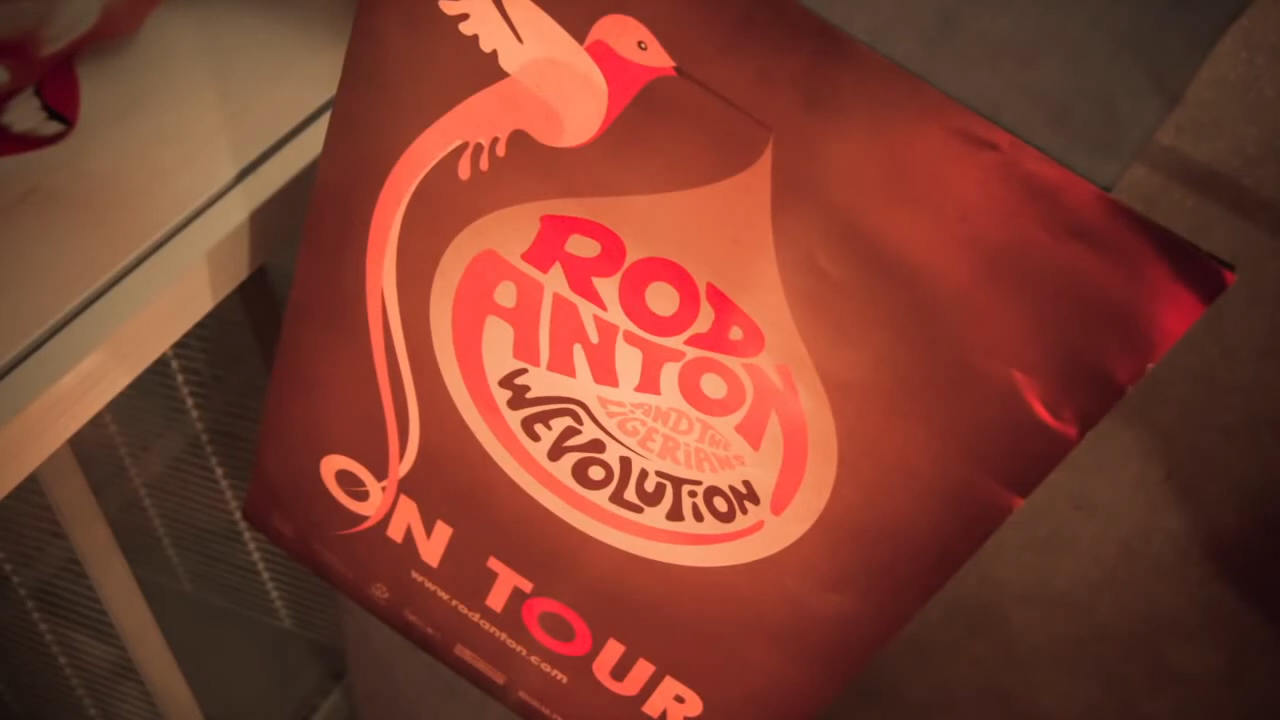 ROD
ANTON
AND THE
LIGERIANS
WEVOLUTION
ON TOUR
www.rodanton.com